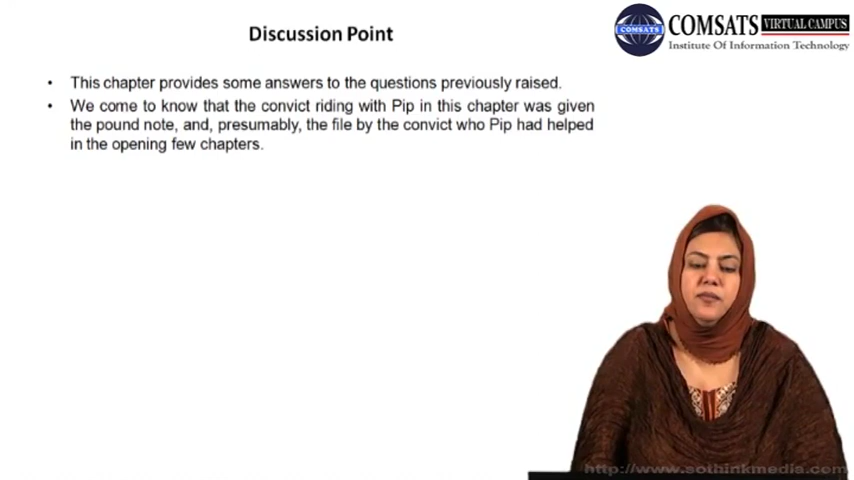 Discussion Point
COMSATS VIRTUAL CAMPUS
Institute Of Information Technology
COMSATS
• This chapter provides some answers to the questions previously raised.
• We come to know that the convict riding with Pip in this chapter was given
the pound note, and, presumably, the file by the convict who Pip had helped
in the opening few chapters.
http://www.sothinkmedia.com